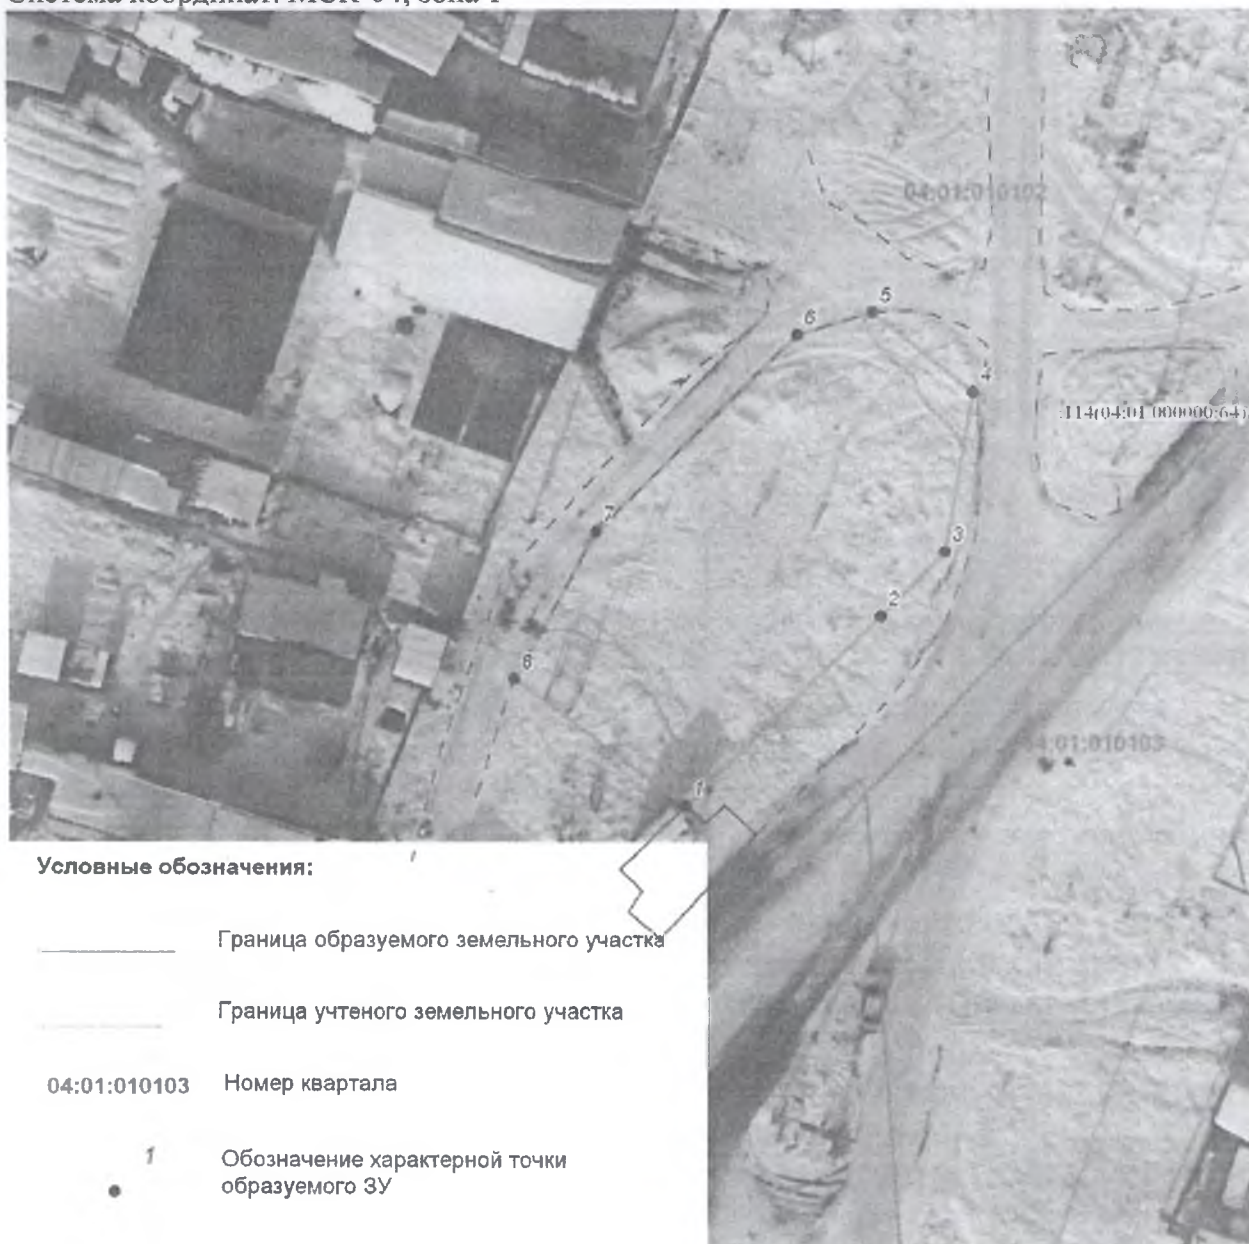 04:01:010102
5
6
4
:114(04:01 000000:64)
7
3
2
8
04:01:010103
1
Условные обозначения:
Граница образуемого земельного участка
Граница учтеного земельного участка
04:01:010103 Номер квартала
1 Обозначение характерной точки
образуемого ЗУ